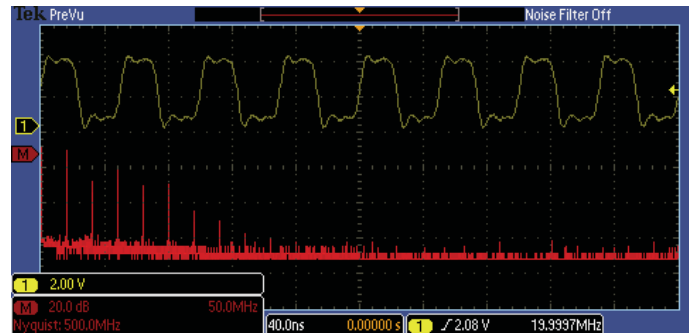 Tek PreVu Noise Filter Off
1
M
1 2.00 V
M 20.0 dB 50.0MHz
Nyquist: 500.0MHz
40.0ns 0.00000 s 1 2.08 V 19.9997MHz